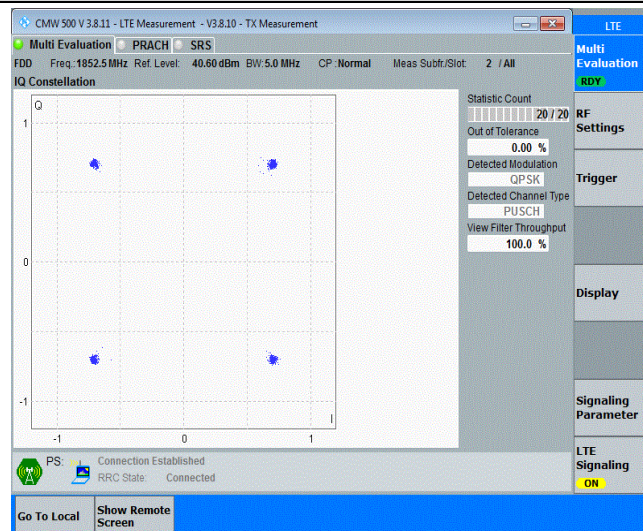 CMW 500 V 3.8.11 - LTE Measurement - V3.8.10 - TX Measurement
LTE
Multi Evaluation PRACH SRS
Multi
Evaluation
RDY
FDD Freq.:1852.5 MHz Ref. Level: 40.60 dBm BW:5.0 MHz CP:Normal Meas Subfr./Slot: 2 / All
IQ Constellation
Q
1
0
-1
-1
0
1
I
Statistic Count
20 / 20
Out of Tolerance
0.00 %
Detected Modulation
QPSK
Detected Channel Type
PUSCH
View Filter Throughput
100.0 %
RF
Settings
Trigger
Display
Signaling
Parameter
LTE
Signaling
ON
PS: Connection Established
RRC State: Connected
Go To Local
Show Remote
Screen